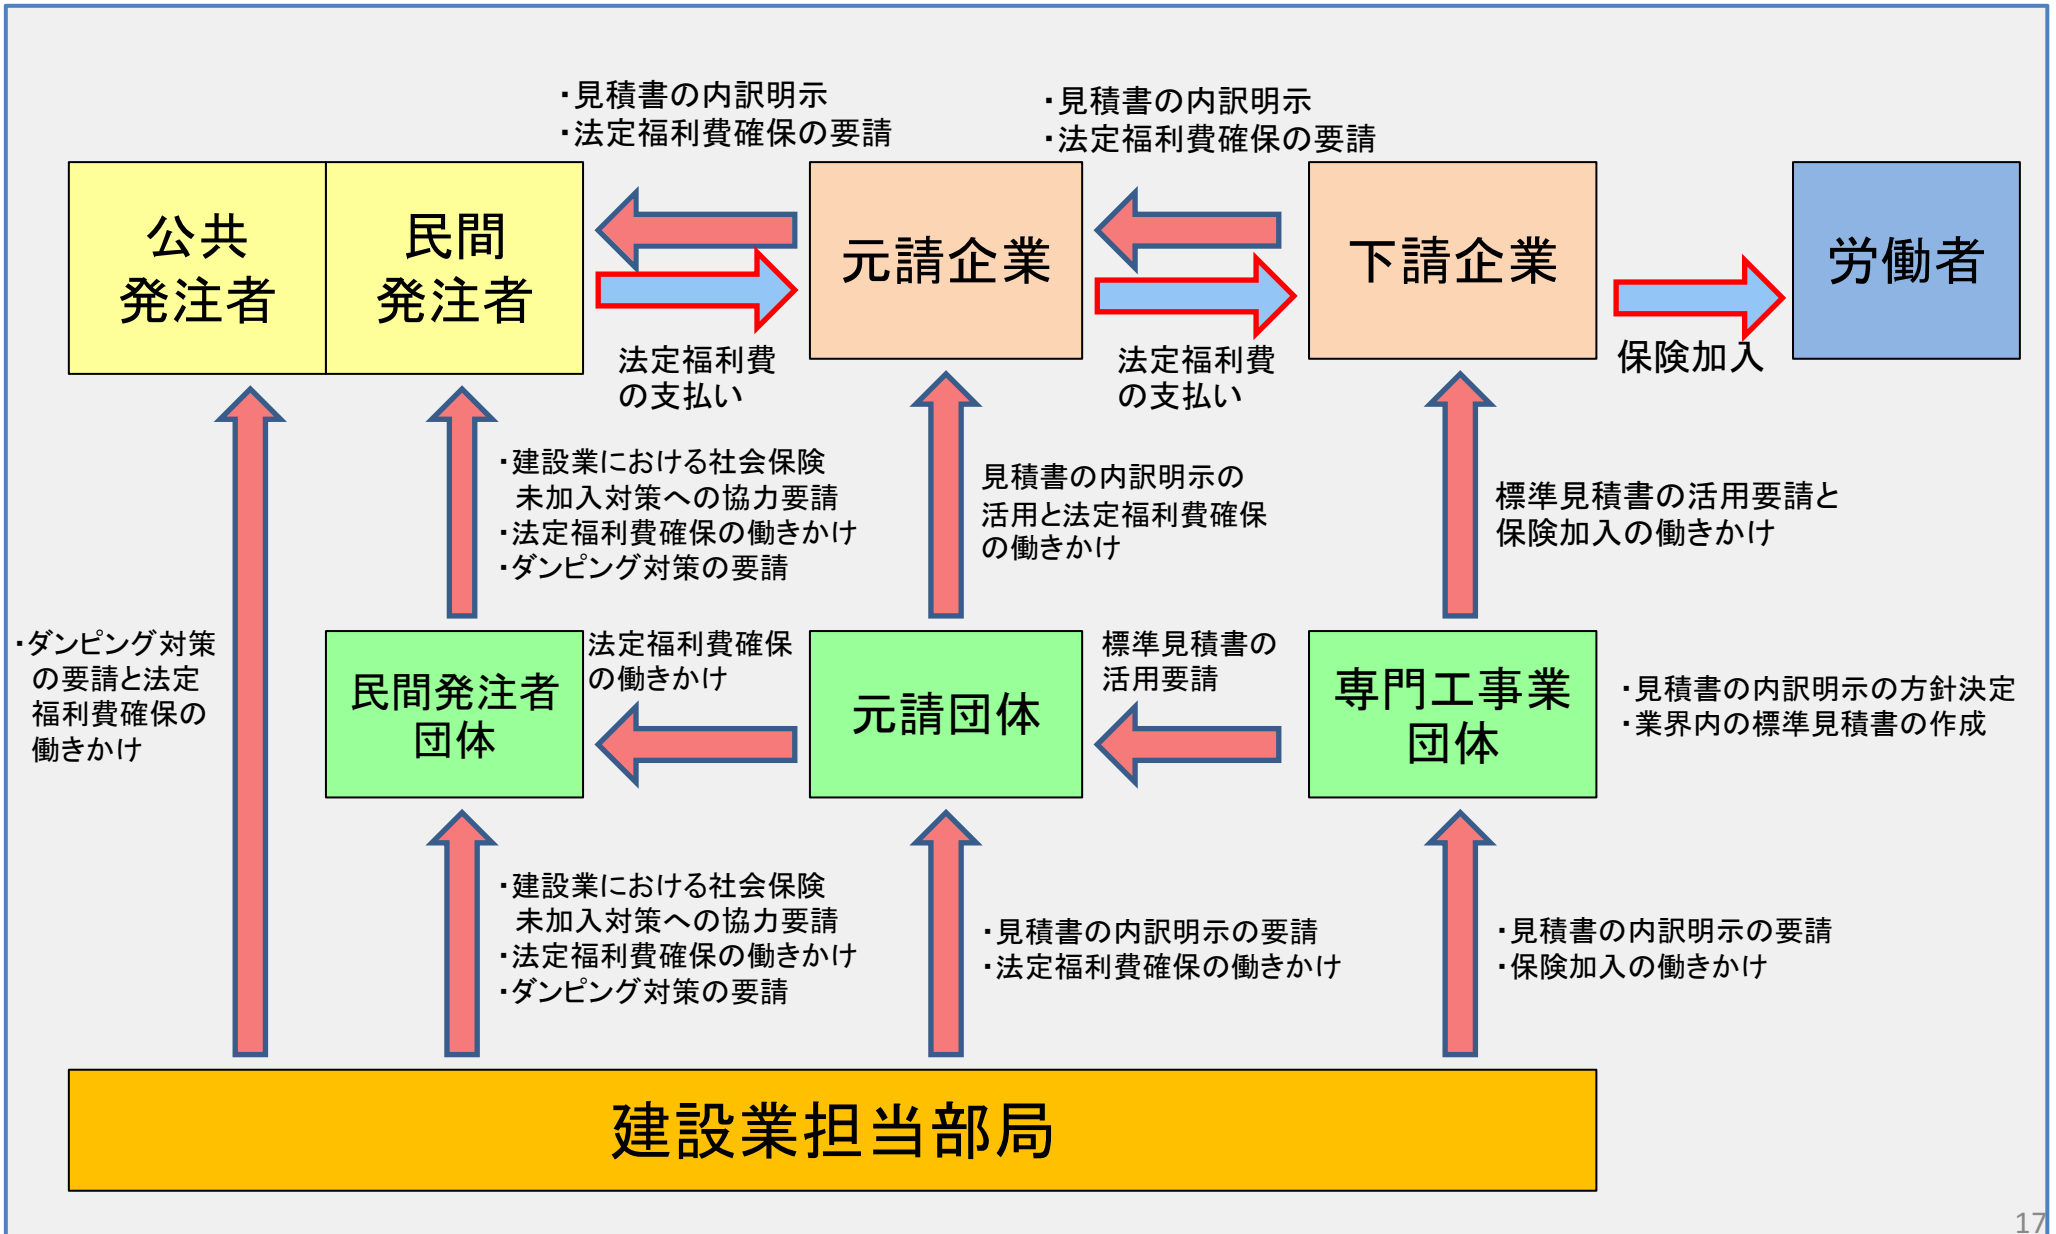 ・見積書の内訳明示
・法定福利費確保の要請
・見積書の内訳明示
・法定福利費確保の要請
公共
発注者
民間
発注者
元請企業
下請企業
労働者
法定福利費
の支払い
法定福利費
の支払い
保険加入
・建設業における社会保険
未加入対策への協力要請
・法定福利費確保の働きかけ
・ダンピング対策の要請
見積書の内訳明示の
活用と法定福利費確保
の働きかけ
標準見積書の活用要請と
保険加入の働きかけ
・ダンピング対策
の要請と法定
福利費確保の
働きかけ
民間発注者
団体
法定福利費確保
の働きかけ
元請団体
標準見積書の
活用要請
専門工事業
団体
・見積書の内訳明示の方針決定
・業界内の標準見積書の作成
・建設業における社会保険
未加入対策への協力要請
・法定福利費確保の働きかけ
・ダンピング対策の要請
・見積書の内訳明示の要請
・法定福利費確保の働きかけ
・見積書の内訳明示の要請
・保険加入の働きかけ
建設業担当部局
17